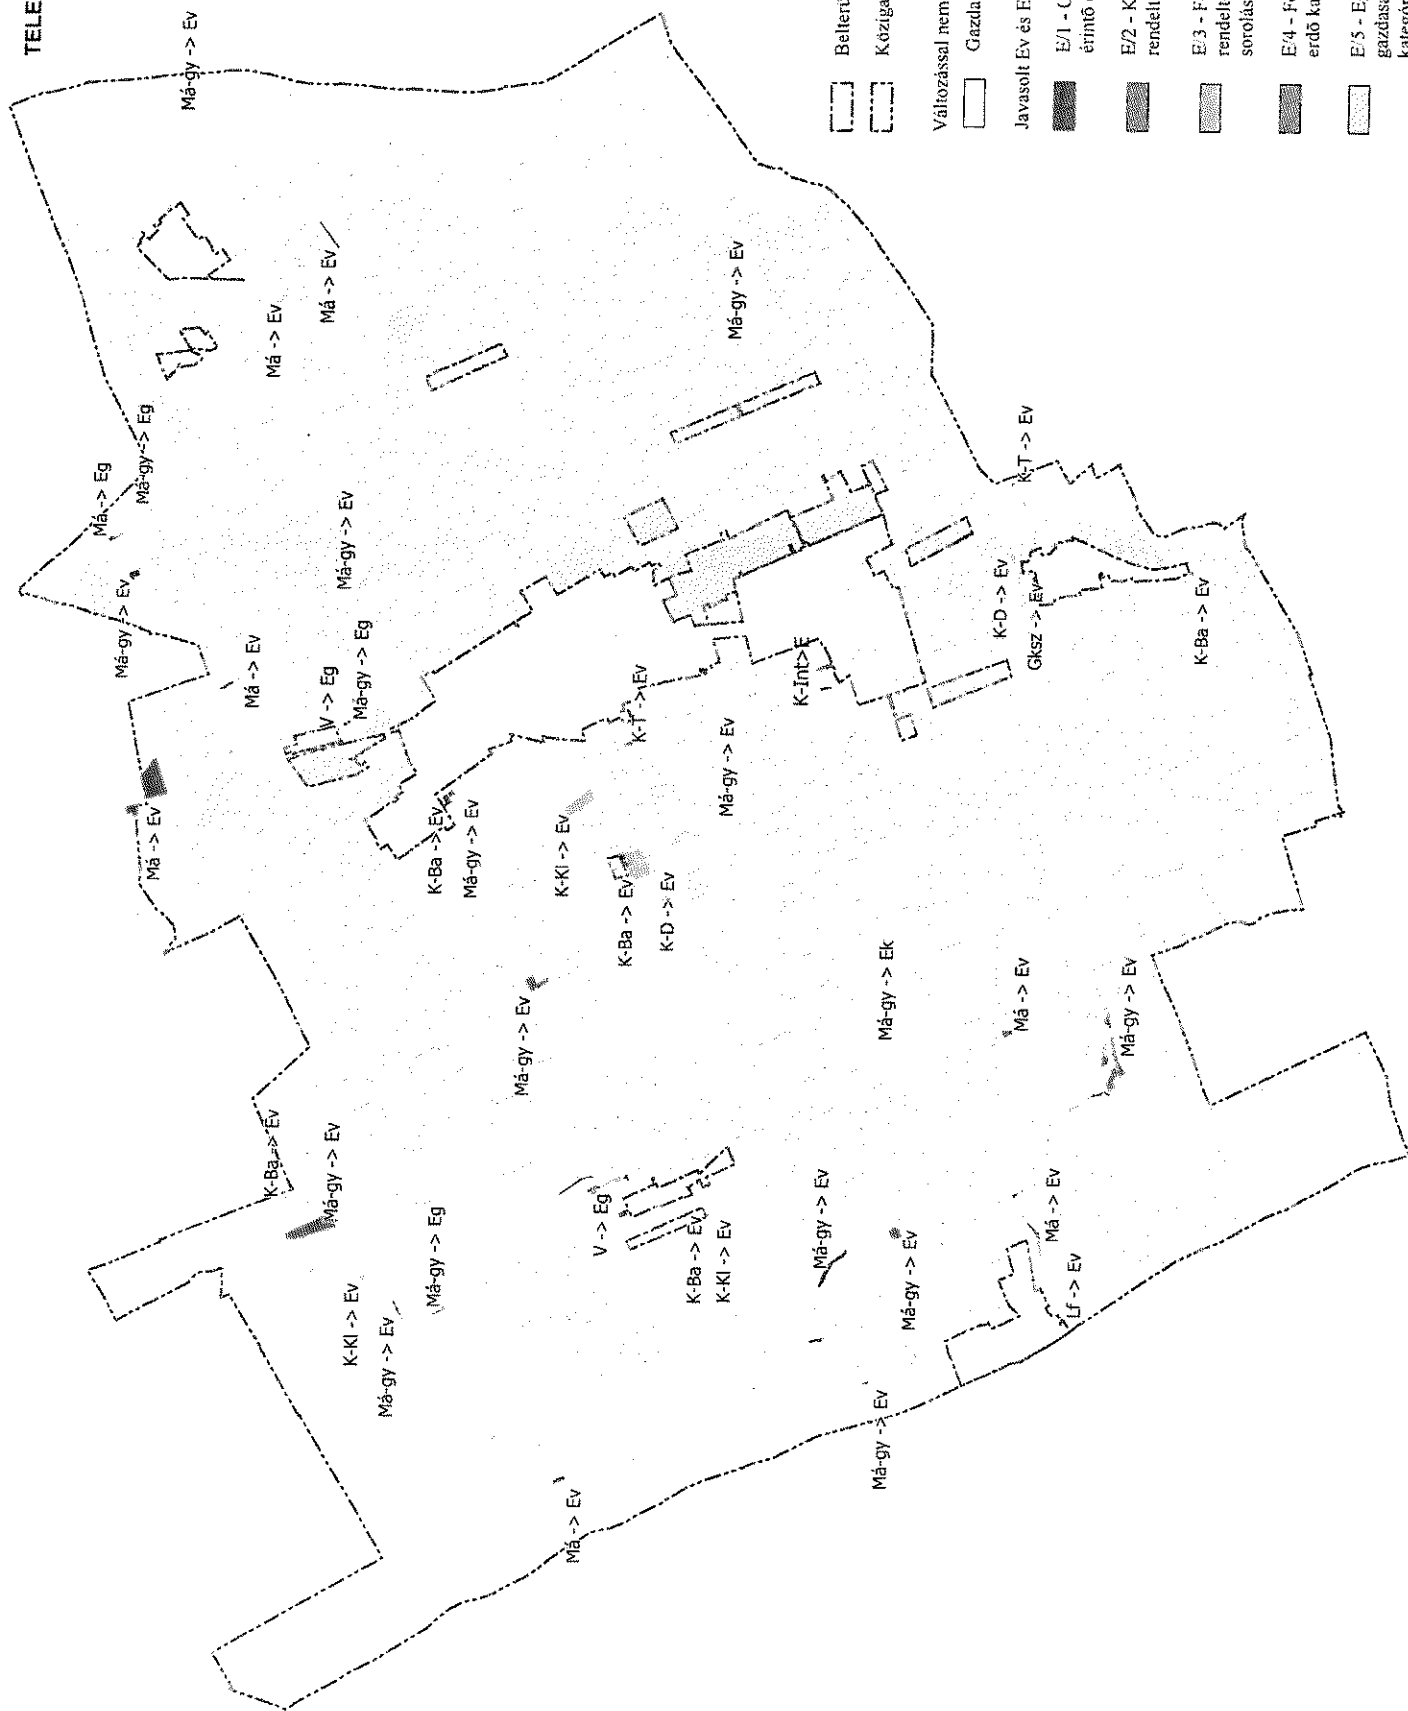 TELE
Belterü
Köziga
Változással nem
Gazda
Javasolt Ev és E
E/1 -
érintő
E/2 - K
rendelt
E/3 - F
rendelt
sorolás
E/4 - F
erdő ka
E/5 - E
gazdasá
kategór
Má-gy -> Ev
Má -> Ev
Má -> Ev
Má-gy -> Ev
Má-gy -> Eg
Má -> Eg
K-T -> Ev
Má-gy -> Ev
Má-gy -> Ev
K-D -> Ev
Gksz -> Ev
K-Ba -> Ev
Má-gy -> Eg
V -> Eg
Má -> Ev
K-T -> Ev
K-Int>E
Má-gy -> Ev
Má -> Ev
K-Ba -> Ev
Má-gy -> Ev
K-Kl -> Ev
K-Ba -> Ev
K-D -> Ev
Má-gy -> Ev
Má-gy -> Ek
Má -> Ev
Má-gy -> Ev
K-Ba -> Ev
Má-gy -> Ev
Má-gy -> Eg
V -> Eg
K-Ba -> Ev
K-Kl -> Ev
Má-gy -> Ev
Má-gy -> Ev
Má -> Ev
Lf -> Ev
K-Kl -> Ev
Má-gy -> Ev
Má-gy -> Ev
Má -> Ev